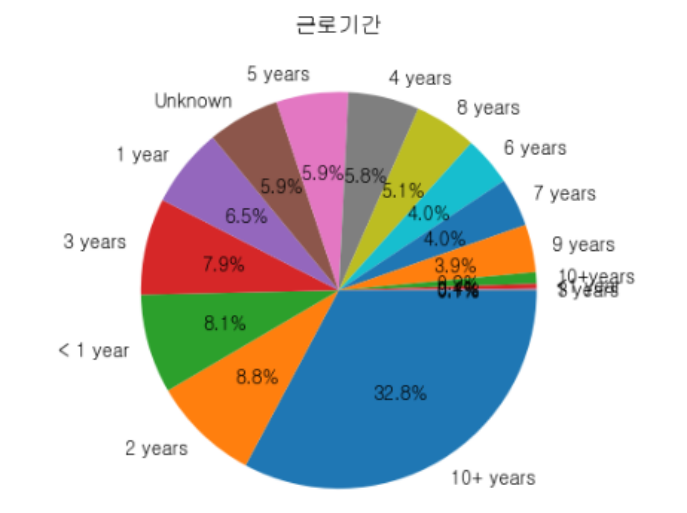 근로기간
5 years
4 years
Unknown
8 years
1 year
6 years
7 years
3 years
9 years
10+years
3 years
< 1 year
2 years
10+ years
5.9%
5.8%
5.9%
5.1%
6.5%
4.0%
4.0%
7.9%
3.9%
8.1%
8.8%
32.8%